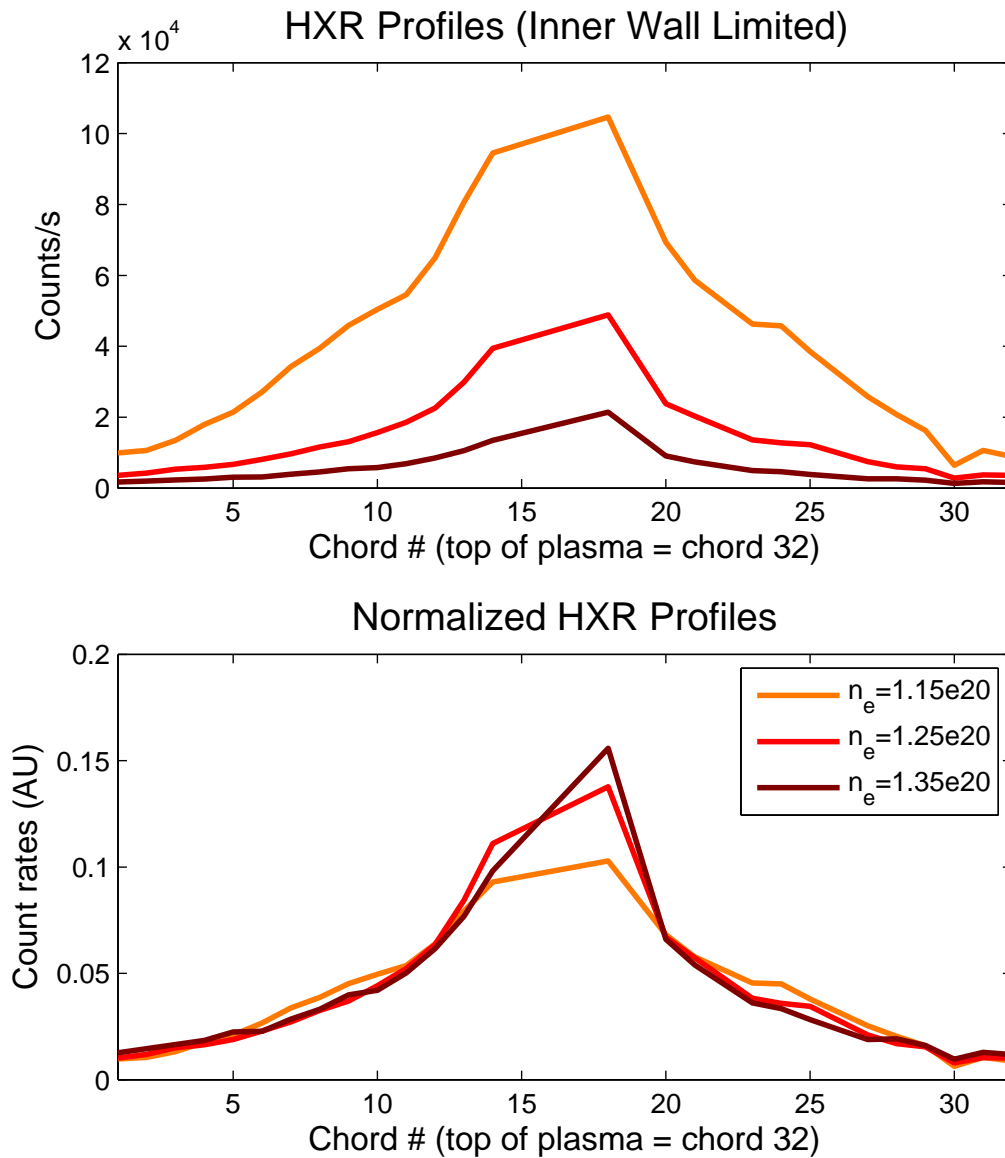 HXR Profiles (Inner Wall Limited)
x 10^4
12
10
8
6
4
2
0
Counts/s
5 10 15 20 25 30
Chord # (top of plasma = chord 32)
Normalized HXR Profiles
0.2
0.15
0.1
0.05
0
Count rates (AU)
n_e=1.15e20
n_e=1.25e20
n_e=1.35e20
5 10 15 20 25 30
Chord # (top of plasma = chord 32)